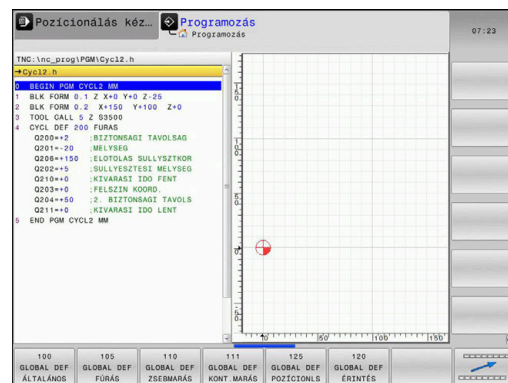 Pozícionálás kéz...
Programozás
Programozás
07:23
TNC:\nc_prog\PGM\Cycl2.h
→Cycl2.h
0 BEGIN PGM CYCL2 MM
1 BLK FORM 0.1 Z X+0 Y+0 Z-25
2 BLK FORM 0.2 X+150 Y+100 Z+0
3 TOOL CALL 5 Z S3500
4 CYCL DEF 200 FURAS
Q200=+2 ;BIZTONSAGI TAVOLSAG
Q201=-20 ;MELYSEG
Q206=+150 ;ELOTOLAS SULLYSZTKOR
Q202=+5 ;SULLYESZTESI MELYSEG
Q210=+0 ;KIVARASI IDO FENT
Q203=+0 ;FELSZIN KOORD.
Q204=+50 ;2. BIZTONSAGI TAVOLS
Q211=+0 ;KIVARASI IDO LENT
5 END PGM CYCL2 MM
0 50 100 150
100 GLOBAL DEF ÁLTALÁNOS
105 GLOBAL DEF FÚRÁS
110 GLOBAL DEF ZSEBMARÁS
111 GLOBAL DEF KONT.MARÁS
125 GLOBAL DEF POZÍCIONLS
120 GLOBAL DEF ÉRINTÉS